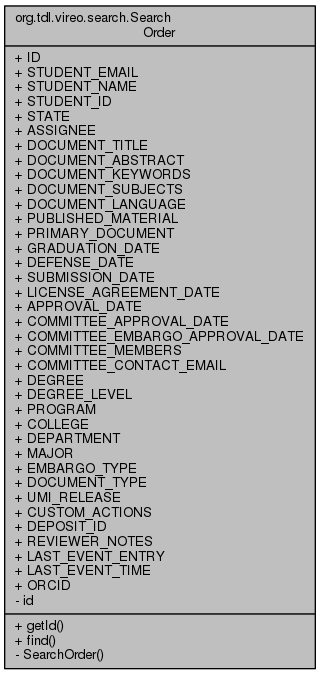 org.tdl.vireo.search.Search
Order
+ ID
+ STUDENT_EMAIL
+ STUDENT_NAME
+ STUDENT_ID
+ STATE
+ ASSIGNEE
+ DOCUMENT_TITLE
+ DOCUMENT_ABSTRACT
+ DOCUMENT_KEYWORDS
+ DOCUMENT_SUBJECTS
+ DOCUMENT_LANGUAGE
+ PUBLISHED_MATERIAL
+ PRIMARY_DOCUMENT
+ GRADUATION_DATE
+ DEFENSE_DATE
+ SUBMISSION_DATE
+ LICENSE_AGREEMENT_DATE
+ APPROVAL_DATE
+ COMMITTEE_APPROVAL_DATE
+ COMMITTEE_EMBARGO_APPROVAL_DATE
+ COMMITTEE_MEMBERS
+ COMMITTEE_CONTACT_EMAIL
+ DEGREE
+ DEGREE_LEVEL
+ PROGRAM
+ COLLEGE
+ DEPARTMENT
+ MAJOR
+ EMBARGO_TYPE
+ DOCUMENT_TYPE
+ UMI_RELEASE
+ CUSTOM_ACTIONS
+ DEPOSIT_ID
+ REVIEWER_NOTES
+ LAST_EVENT_ENTRY
+ LAST_EVENT_TIME
+ ORCID
- id
+ getId()
+ find()
- SearchOrder()